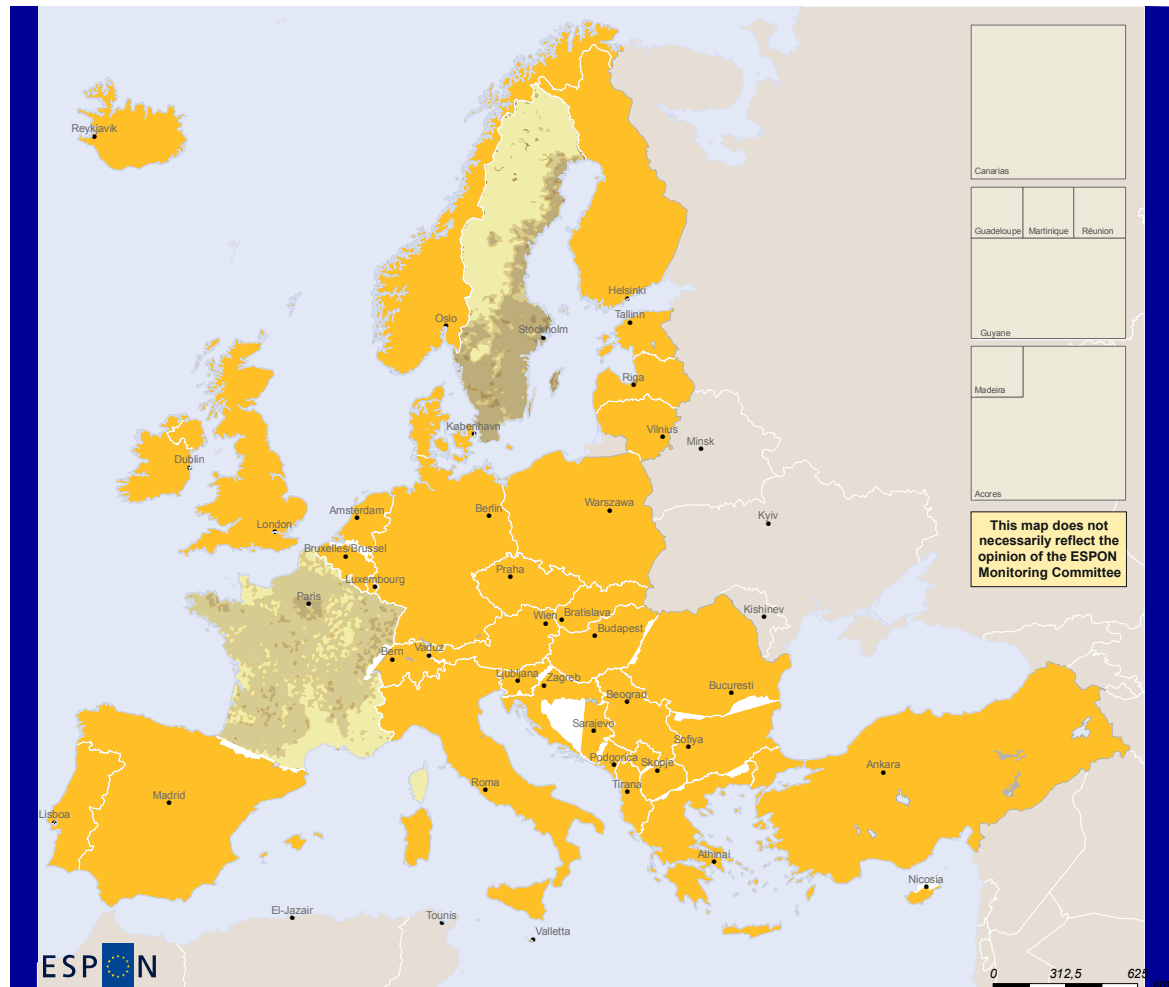 Reykjavik
Canarias
Guadeloupe
Martinique
Réunion
Guyane
Helsinki
Tallinn
Oslo
Stockholm
Madeira
Riga
København
Vilnius
Minsk
Dublin
Acores
Warszawa
Berlin
Amsterdam
Kyiv
London
This map does not
necessarily reflect the
opinion of the ESPON
Monitoring Committee
Bruxelles/Brussel
Praha
Luxembourg
Paris
Kishinev
Wien
Bratislava
Budapest
Bern
Vaduz
Ljubljana
Zagreb
Bucuresti
Beograd
Sarajevo
Sofiya
Podgorica
Skopje
Ankara
Roma
Tirana
Madrid
Lisboa
Athinai
Nicosia
El-Jazair
Tounis
Valletta
ESPON
0
312,5
625